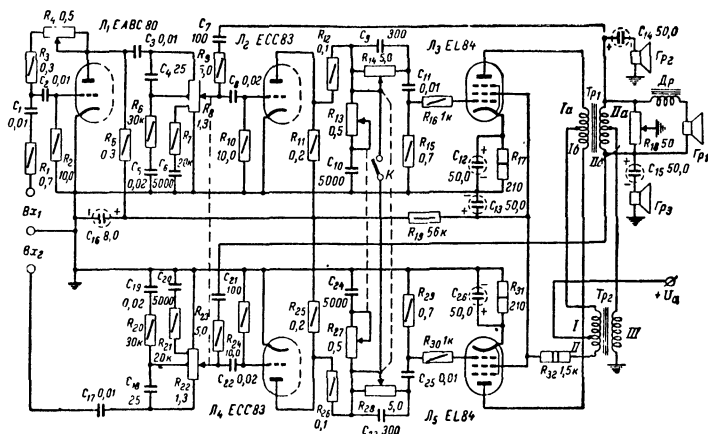 R4 0,5
Л1 ЕАВС 80
C3 0,01
C7 100
Л2 ЕСС83
R12 0,1
C9 300
R14 5,0
Л3 EL84
C14 50,0
Гр2
R3 0,3
C2 0,01
C4 25
R9 5,0
C8 0,02
C11 0,01
Др
Тр1
Iа
Iб
IIа
IIб
Гр1
C1 0,01
R6 30к
R7 20к
R8 1,3
R13 0,5
R16 1к
R18 50
R1 0,7
R2 10,0
R5 0,3
C5 0,02
C6 5000
R10 10,0
R11 0,2
C10 5000
К
R15 0,7
C12 50,0
R17 210
C15 50,0
Гр3
Вх1
C16 8,0
C13 50,0
R19 56к
Вх2
C19 0,02
C20 5000
C21 100
C24 5000
R29 0,7
C26 50,0
R31 210
Тр2
+ Uа
R20 30к
R21 20к
R23 5,0
R24 10,0
R25 0,2
R27 0,5
R30 1к
I
II
III
C18 25
R22 1,3
C22 0,02
R32 1,5к
C17 0,01
Л4 ЕСС83
R26 0,1
R28 5,0
C25 0,01
Л5 EL84
300